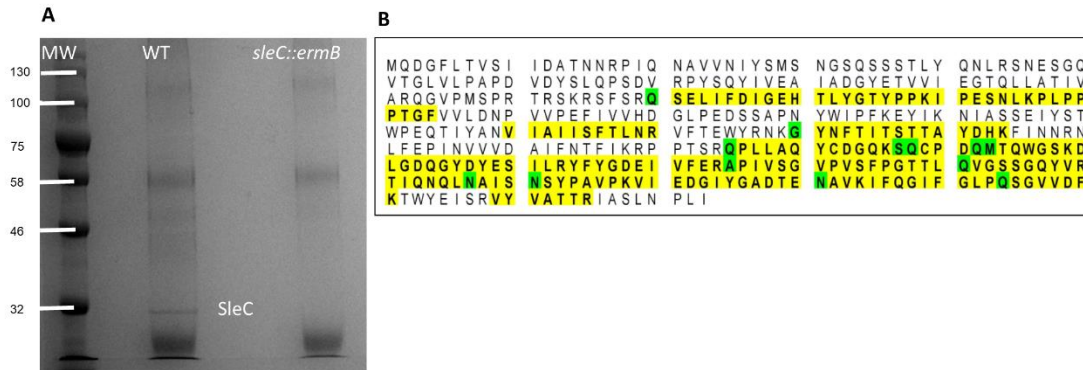 A
MW WT sleC::ermB
130
100
75
58
46
32 SleC
B
MQDGFLTVSI IDATNNRPIQ NAVVNIYSMS NGSQSSSTLY QNLRSNESGQ
VTGLVLPAPD VDYSLQPSDV RPYSQYIVEA IADGYETVVI EGTQLLATIV
ARQGVPMSPR TRSKRSFSRQ SELIFDIGEH TLYGTYPPKI PESNLKPLPP
PTGFVVLDNP VVPEFIVVHD GLPEDSSAPN YWIPFKEYIK NIASSEIYST
WPEQTIYANV IAIISFTLNR VFTEWYRNKG YNFTITSTTA YDHKFINNRN
LFEPINVVVD AIFNTFIKRP PTSRQPLLAQ YCDGQKSQCP DQMTQWGSKD
LGDQGYDYES ILRYFYGDEI VFERAPIVSG VPVSFPGTTL QVGSSGQYVR
TIQNQLNAIS NSYPAVPKVI EDGIYGADTE NAVKIFQGIF GLPQSGVVDF
KTWYEISRVY VATTRIASLN PLI